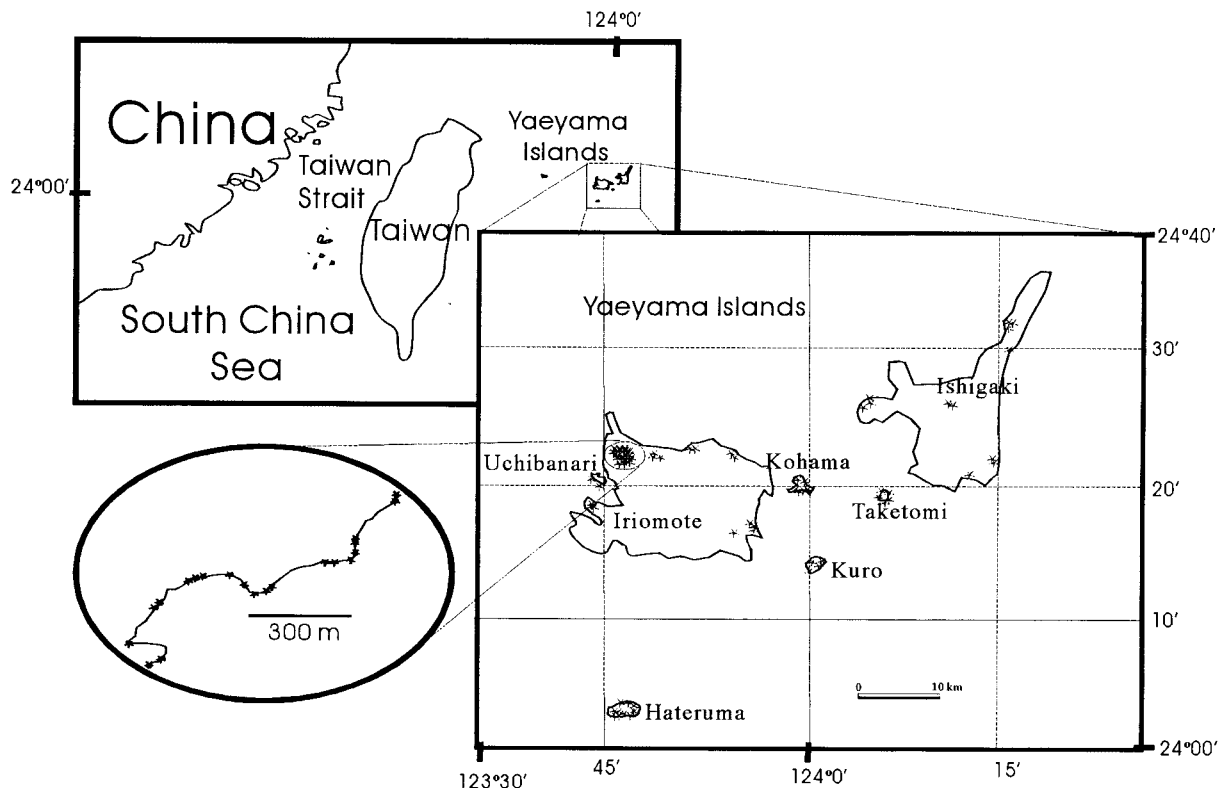 124°0'
China
Yaeyama
Islands
Taiwan
Strait
24°00'
Taiwan
South China
Sea
24°40'
Yaeyama Islands
30'
Ishigaki
Uchibanari
Kohama
20'
Iriomote
Taketomi
Kuro
300 m
10'
0 10 km
Hateruma
24°00'
123°30'
45'
124°0'
15'